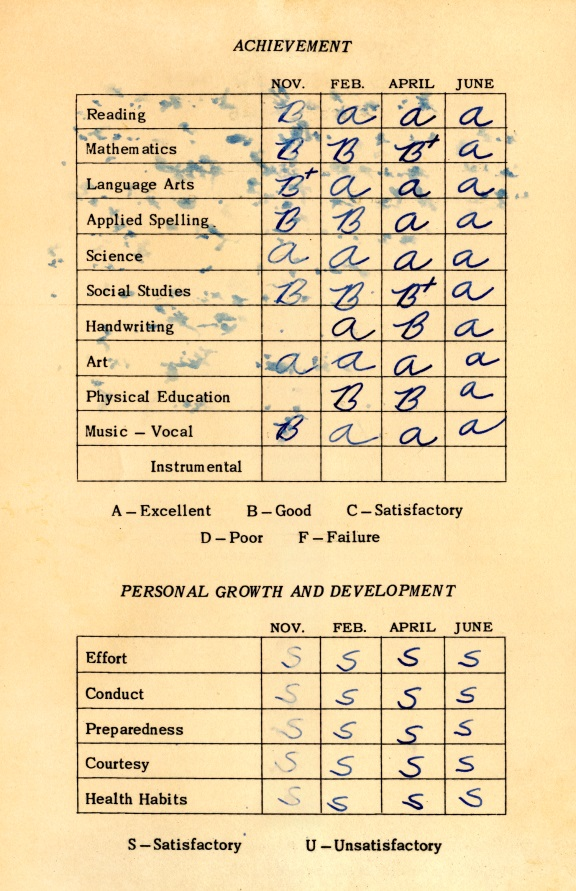 ACHIEVEMENT
NOV. FEB. APRIL JUNE
Reading B a a a
Mathematics B B B+ a
Language Arts B+ a a a
Applied Spelling B B a a
Science a a a a
Social Studies B B B+ a
Handwriting a B a
Art a a a a
Physical Education B B a
Music – Vocal B a a a
Instrumental
A – Excellent B – Good C – Satisfactory
D – Poor F – Failure
PERSONAL GROWTH AND DEVELOPMENT
NOV. FEB. APRIL JUNE
Effort S S S S
Conduct S S S S
Preparedness S S S S
Courtesy S S S S
Health Habits S S S S
S – Satisfactory U – Unsatisfactory